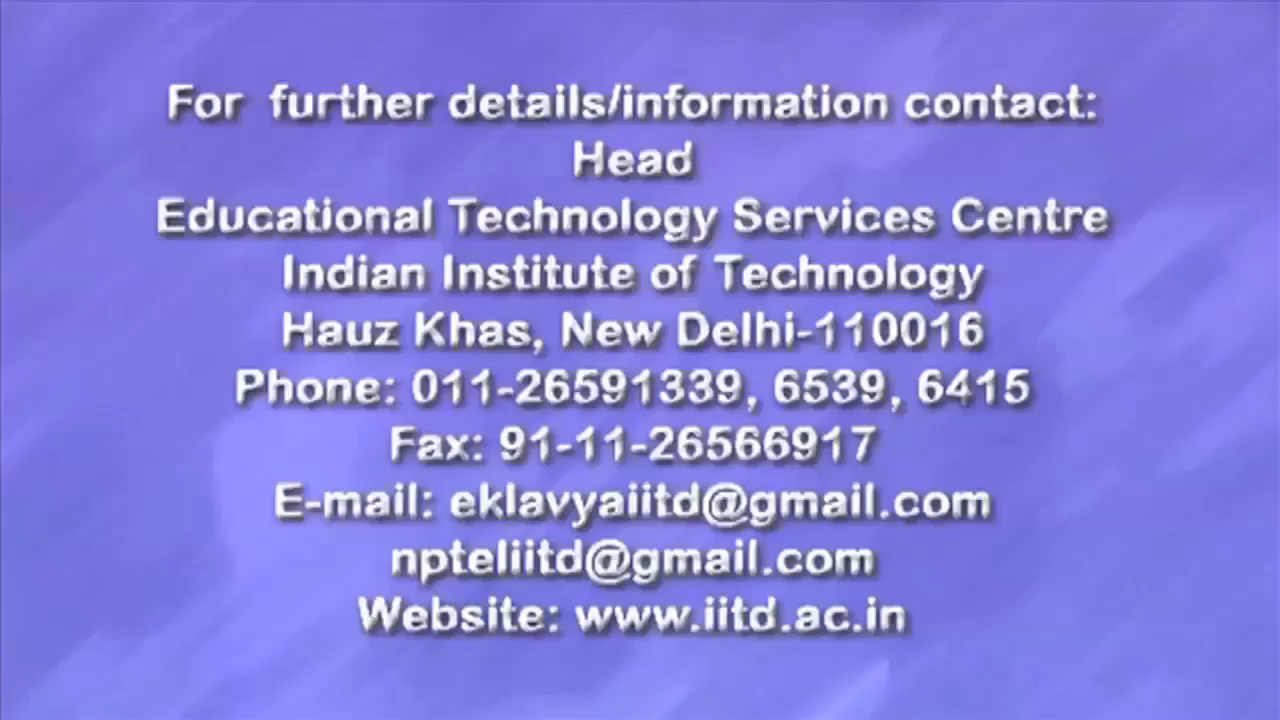 For further details/information contact:
Head
Educational Technology Services Centre
Indian Institute of Technology
Hauz Khas, New Delhi-110016
Phone: 011-26591339, 6539, 6415
Fax: 91-11-26566917
E-mail: eklavyaiitd@gmail.com
npteliitd@gmail.com
Website: www.iitd.ac.in